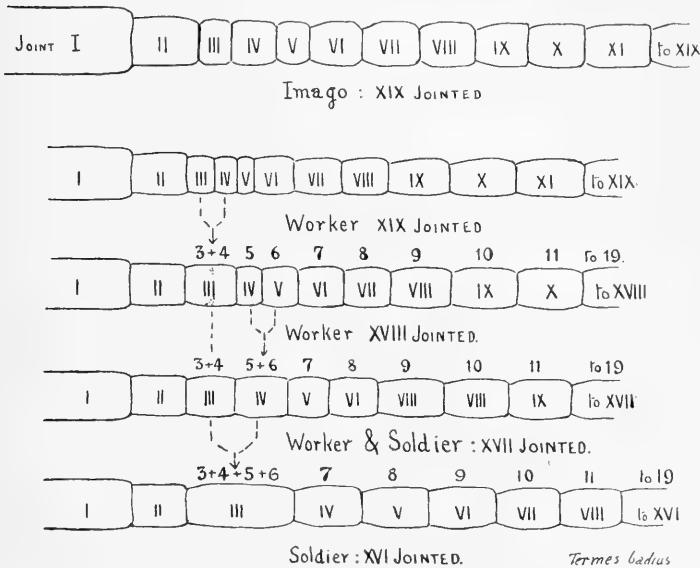 JOINT I II III IV V VI VII VIII IX X XI to XIX
Imago : XIX JOINTED
I II III IV V VI VII VIII IX X XI to XIX.
Worker XIX JOINTED
3+4 5 6 7 8 9 10 11 to 19.
I II III IV V VI VII VIII IX X to XVIII
Worker XVIII JOINTED.
3+4 5+6 7 8 9 10 11 to 19
I II III IV V VI VIII VIII IX to XVII
Worker & Soldier : XVII JOINTED.
3+4+5+6 7 8 9 10 11 to 19
I II III IV V VI VII VIII to XVI
Soldier : XVI JOINTED.
Termes badius